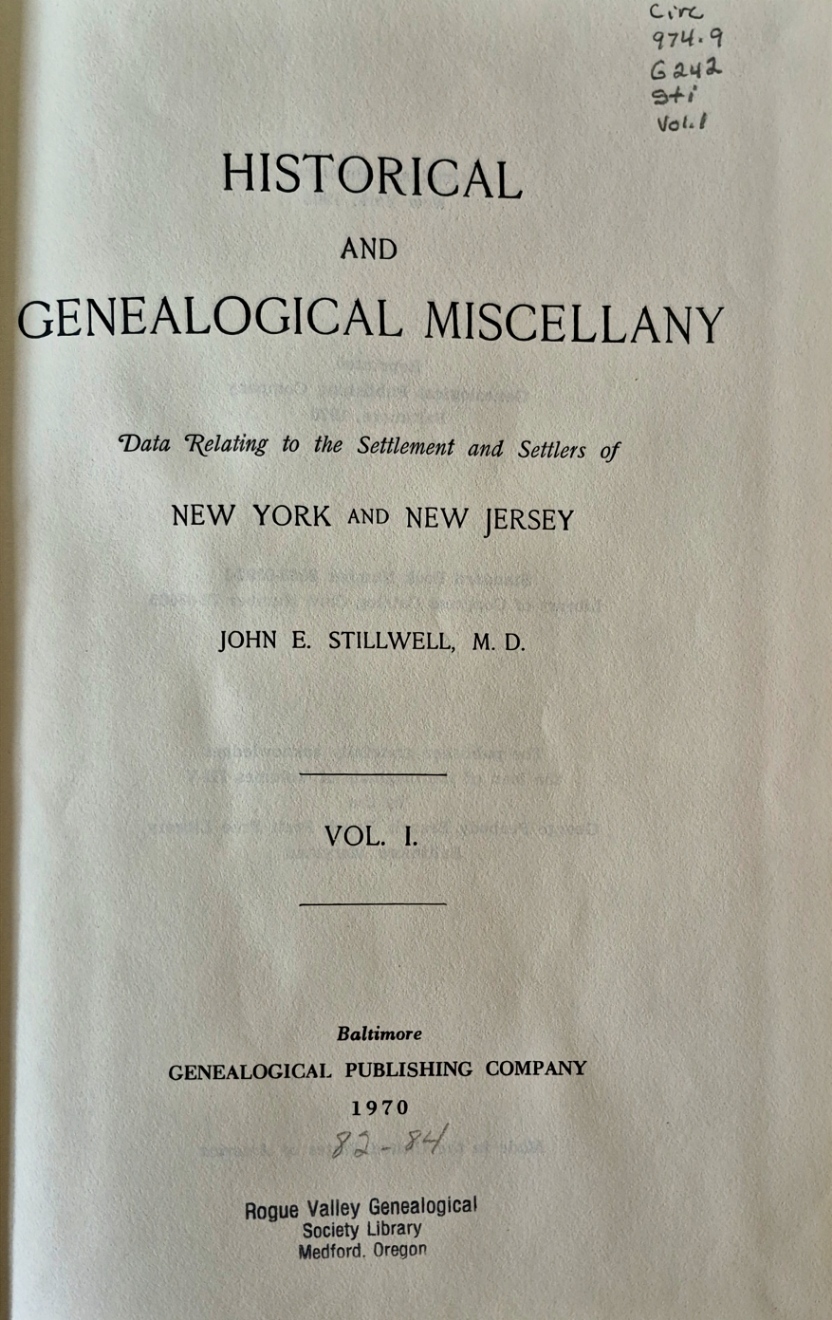 Circ
974.9
G242
Sti
Vol.1
HISTORICAL
AND
GENEALOGICAL MISCELLANY
Data Relating to the Settlement and Settlers of
NEW YORK AND NEW JERSEY
JOHN E. STILLWELL, M. D.
VOL. I.
Baltimore
GENEALOGICAL PUBLISHING COMPANY
1970
82-84
Rogue Valley Genealogical
Society Library
Medford, Oregon